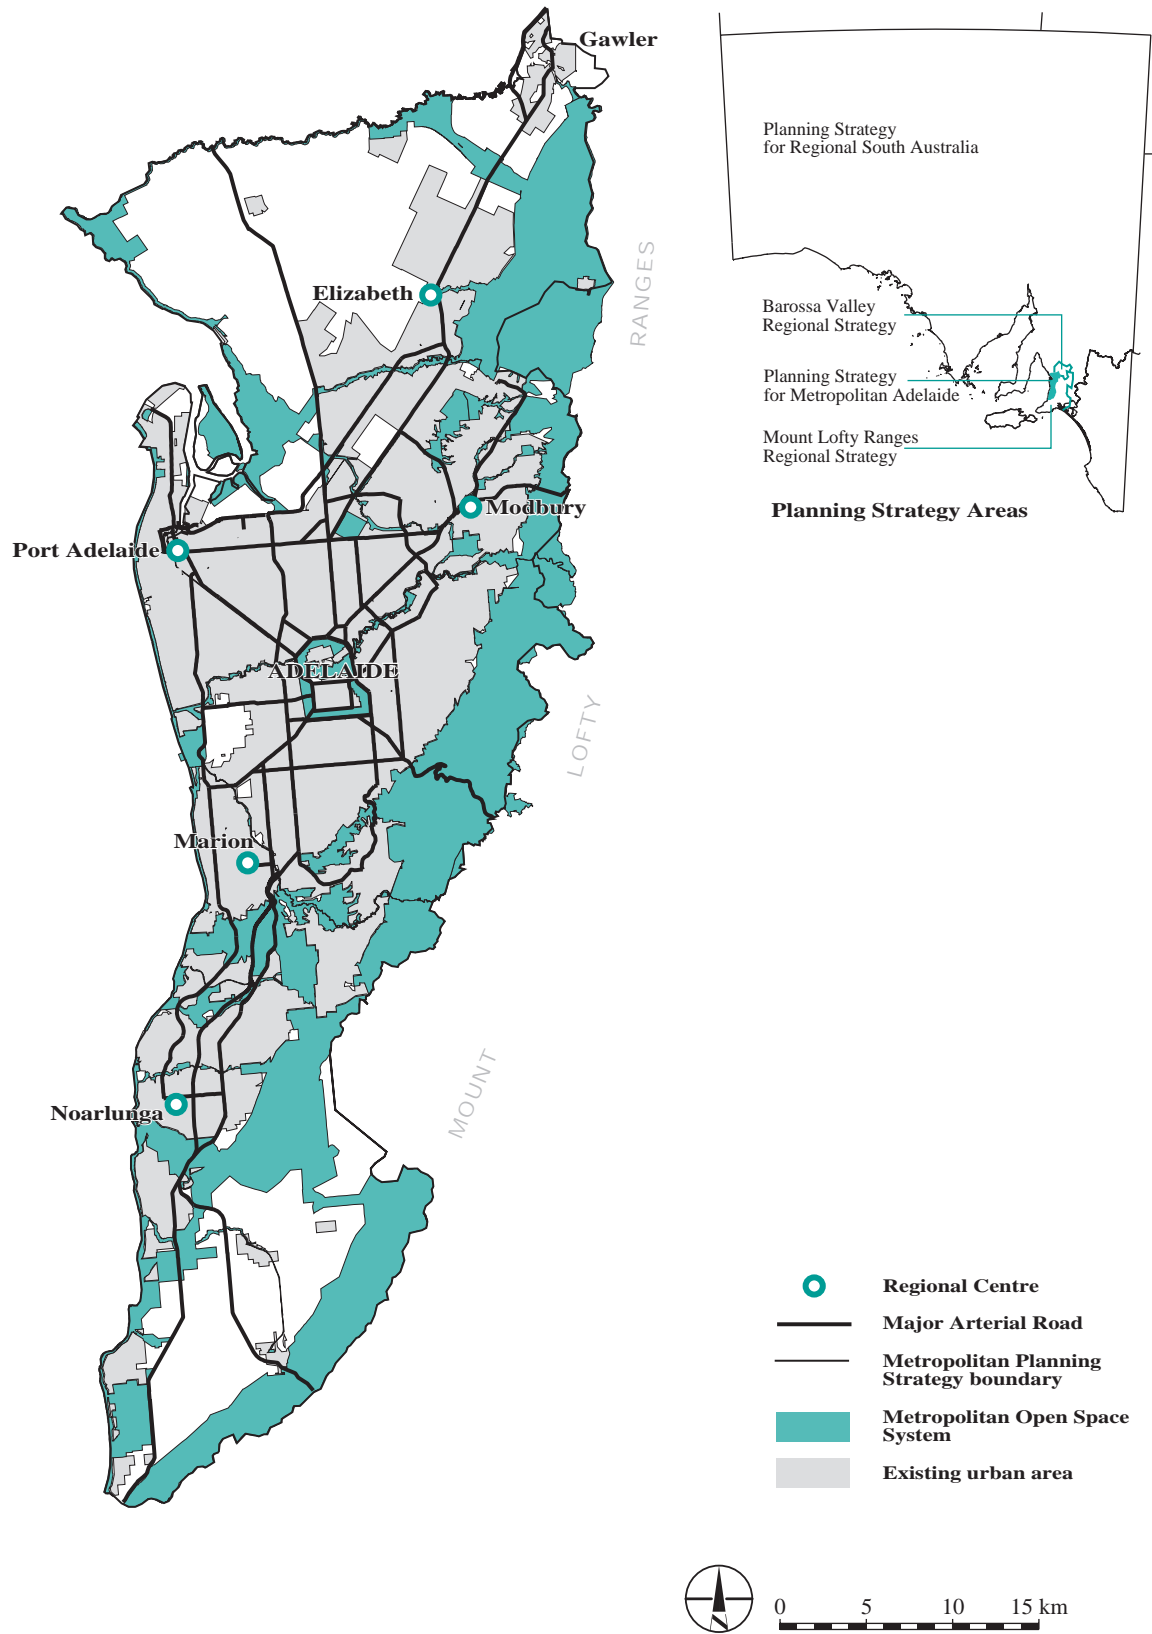 Gawler
Planning Strategy
for Regional South Australia
RANGES
Elizabeth
Barossa Valley
Regional Strategy
Planning Strategy
for Metropolitan Adelaide
Mount Lofty Ranges
Regional Strategy
Modbury
Planning Strategy Areas
Port Adelaide
ADELAIDE
LOFTY
Marion
MOUNT
Noarlunga
Regional Centre
Major Arterial Road
Metropolitan Planning
Strategy boundary
Metropolitan Open Space
System
Existing urban area
N
0 5 10 15 km